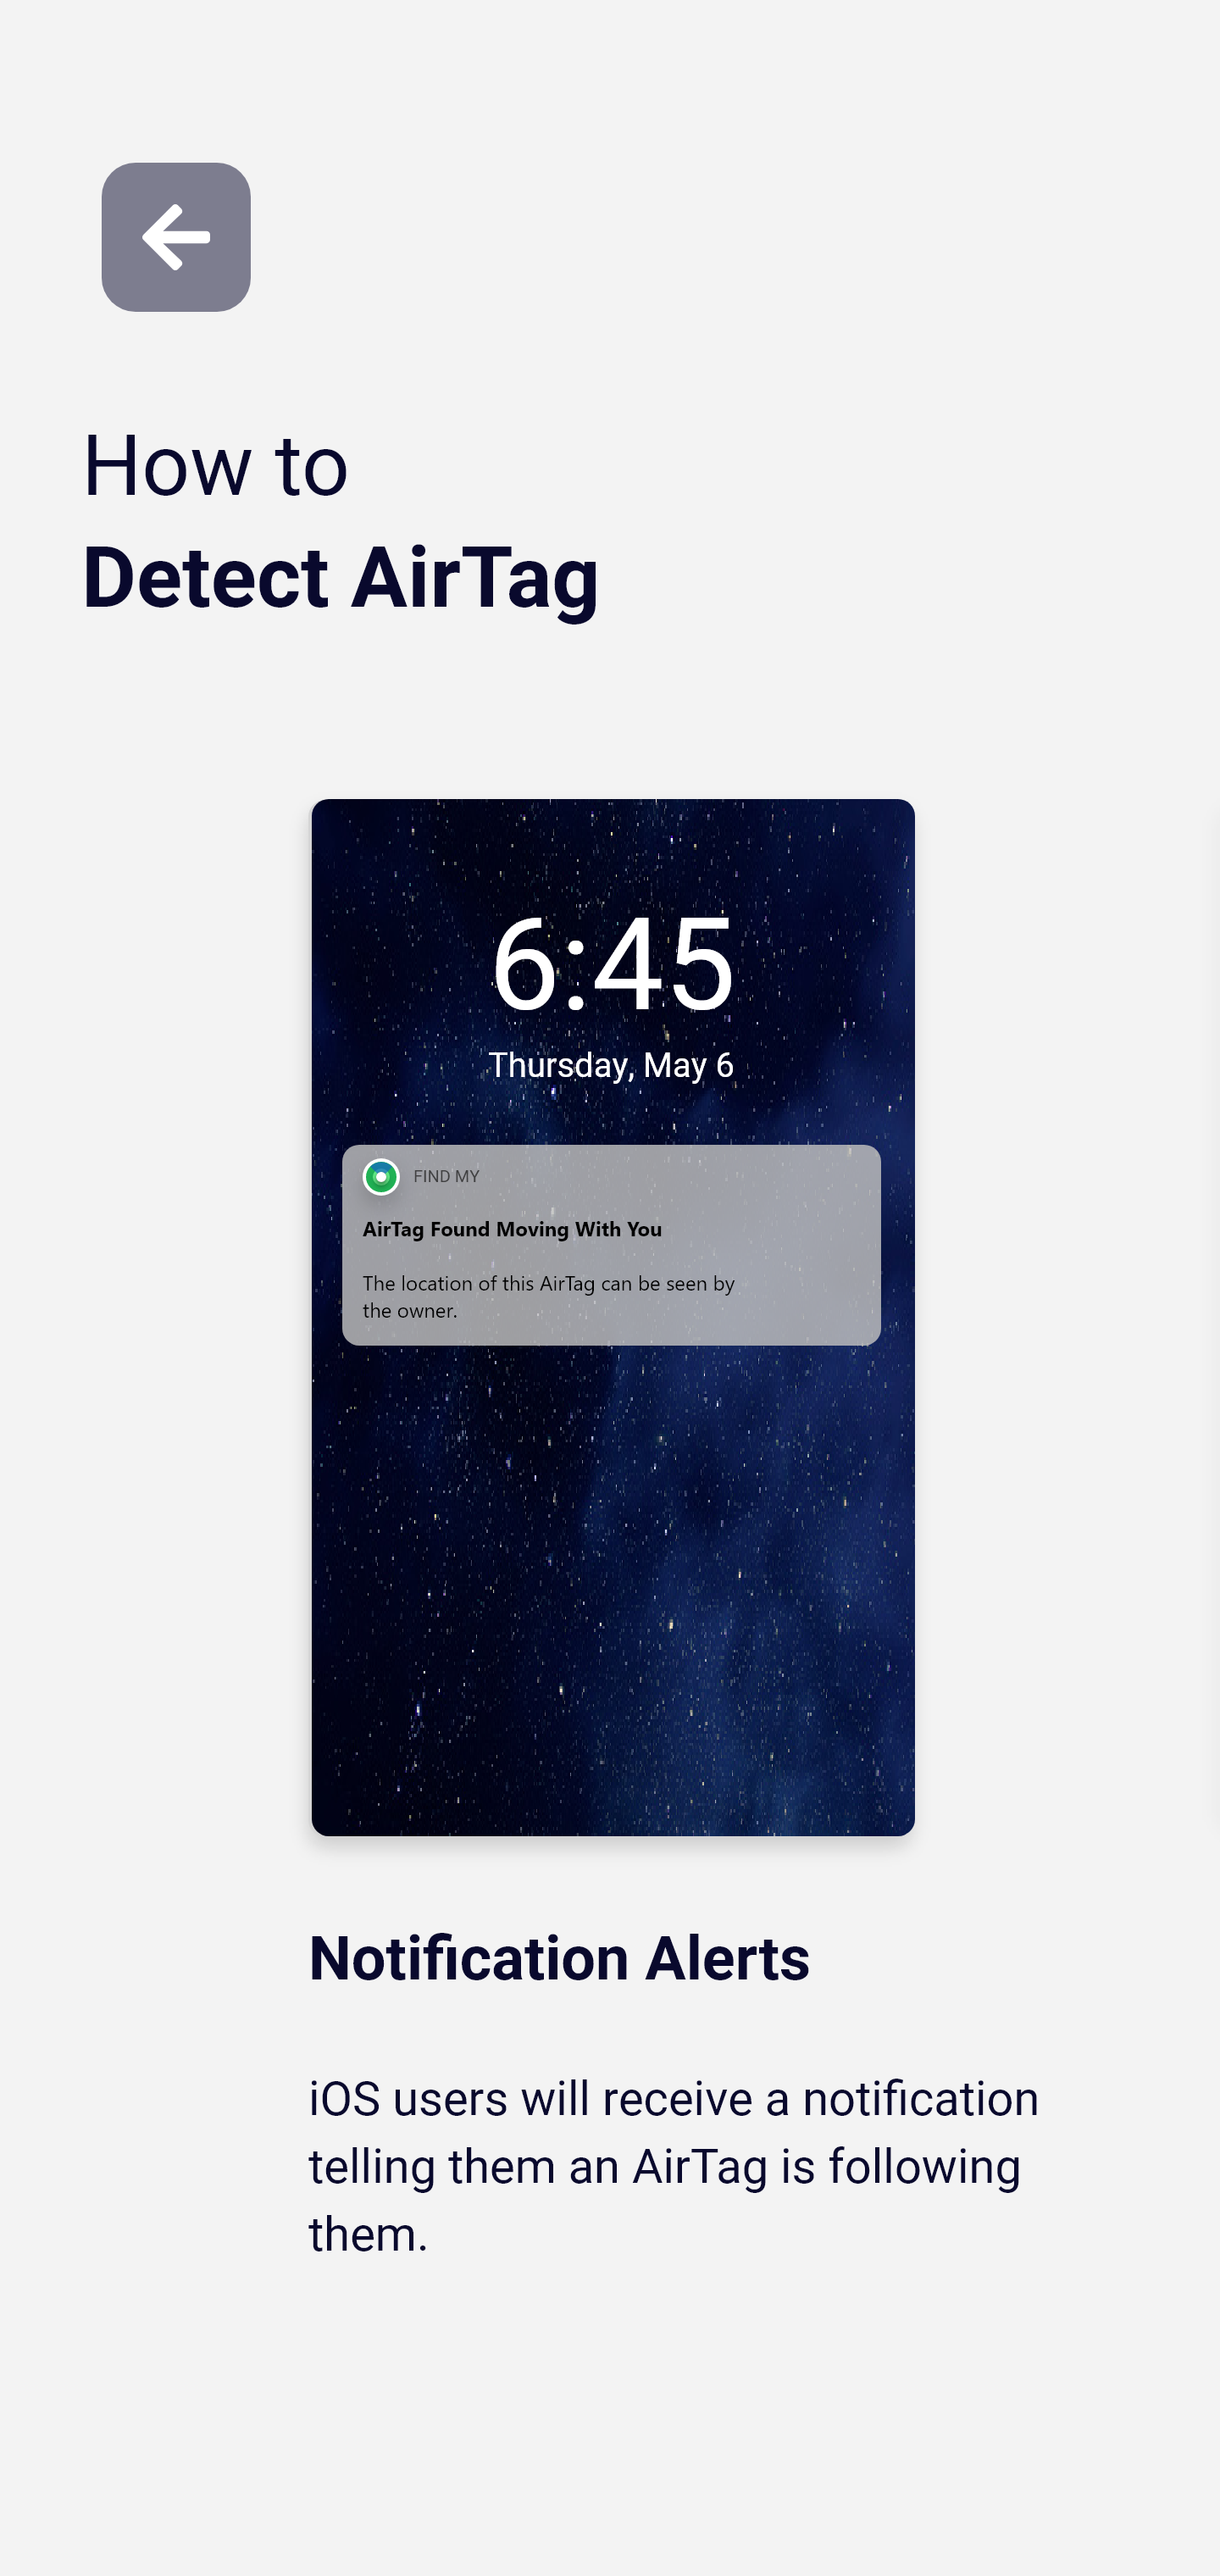 How to
Detect AirTag
6:45
Thursday, May 6
FIND MY
AirTag Found Moving With You
The location of this AirTag can be seen by
the owner.
Notification Alerts
iOS users will receive a notification
telling them an AirTag is following
them.